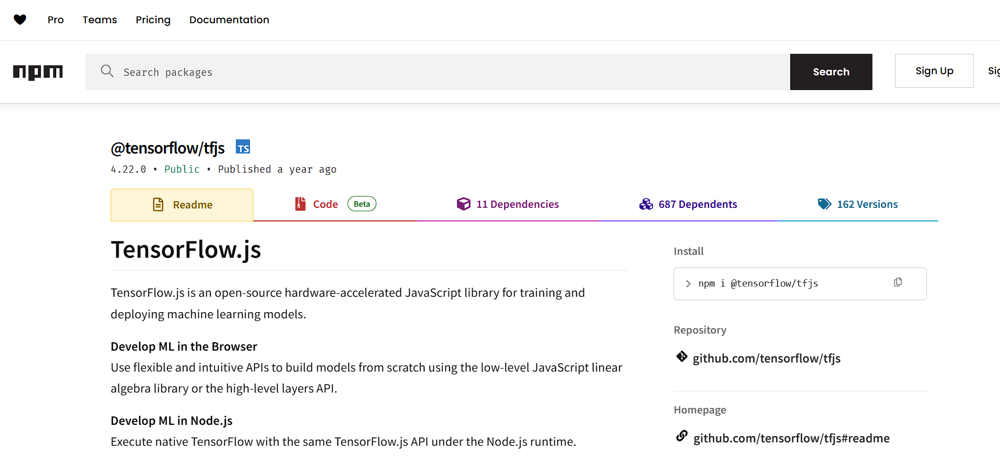 Pro Teams Pricing Documentation
npm Search packages Search Sign Up Sig
@tensorflow/tfjs TS
4.22.0 • Public • Published a year ago
Readme Code Beta 11 Dependencies 687 Dependents 162 Versions
TensorFlow.js
TensorFlow.js is an open-source hardware-accelerated JavaScript library for training and
deploying machine learning models.
Develop ML in the Browser
Use flexible and intuitive APIs to build models from scratch using the low-level JavaScript linear
algebra library or the high-level layers API.
Develop ML in Node.js
Execute native TensorFlow with the same TensorFlow.js API under the Node.js runtime.
Install
> npm i @tensorflow/tfjs
Repository
github.com/tensorflow/tfjs
Homepage
github.com/tensorflow/tfjs#readme